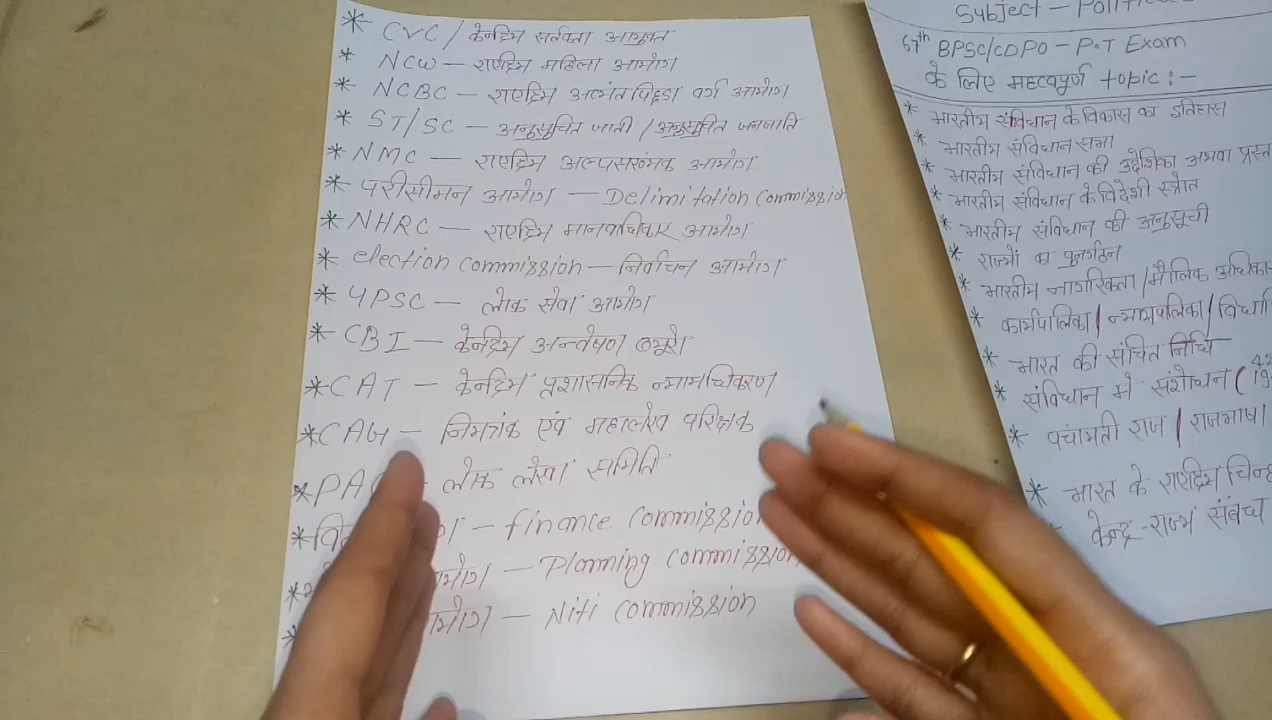 * CVC / केन्द्रिय सर्तकता आयुक्त
* NCW – राष्ट्रिय महिला आयोग
* NCBC – राष्ट्रिय अत्यंत पिछड़ा वर्ग आयोग
* ST/SC – अनुसुचित जाती / अनुसुचित जनजाति
* NMC – राष्ट्रिय अल्पसंख्यक आयोग
* परीसीमन आयोग – Delimitation Commission
* NHRC – राष्ट्रिय मानवाधिकार आयोग
* election commission – निर्वाचन आयोग
* UPSC – लोक सेवा आयोग
* CBI – केन्द्रिय अन्वेषण ब्यूरो
* CAT – केन्द्रिय प्रशासनिक न्यायधिकरण
* CAG – नियंत्रक एवं महालेखा परिक्षक
* PA – लोक लेखा समिति
* वि – finance commission
* योग – Planning commission
* योग – Niti commission
Subject – Politi
67th BPSC/CDPO – P.T Exam
के लिए महत्वपूर्ण topic :–
* भारतीय संविधान के विकास का इतिहास
* भारतीय संविधान सभा
* भारतीय संविधान की उद्देशिका अथवा प्रस्त
* भारतीय संविधान के विदेशी स्त्रोत
* भारतीय संविधान की अनुसूची
* राज्यों का पुनर्गठन
* भारतीय नागरिकता / मौलिक अधिका
* कार्यपालिका / न्यायपालिका / विधायि
* भारत की संचित निधि
* संविधान मे संशोधन (
* पंचायती राज / राजभाषा
* भारत के राष्ट्रिय चिन्ह
केन्द्र-राज्य संबंध